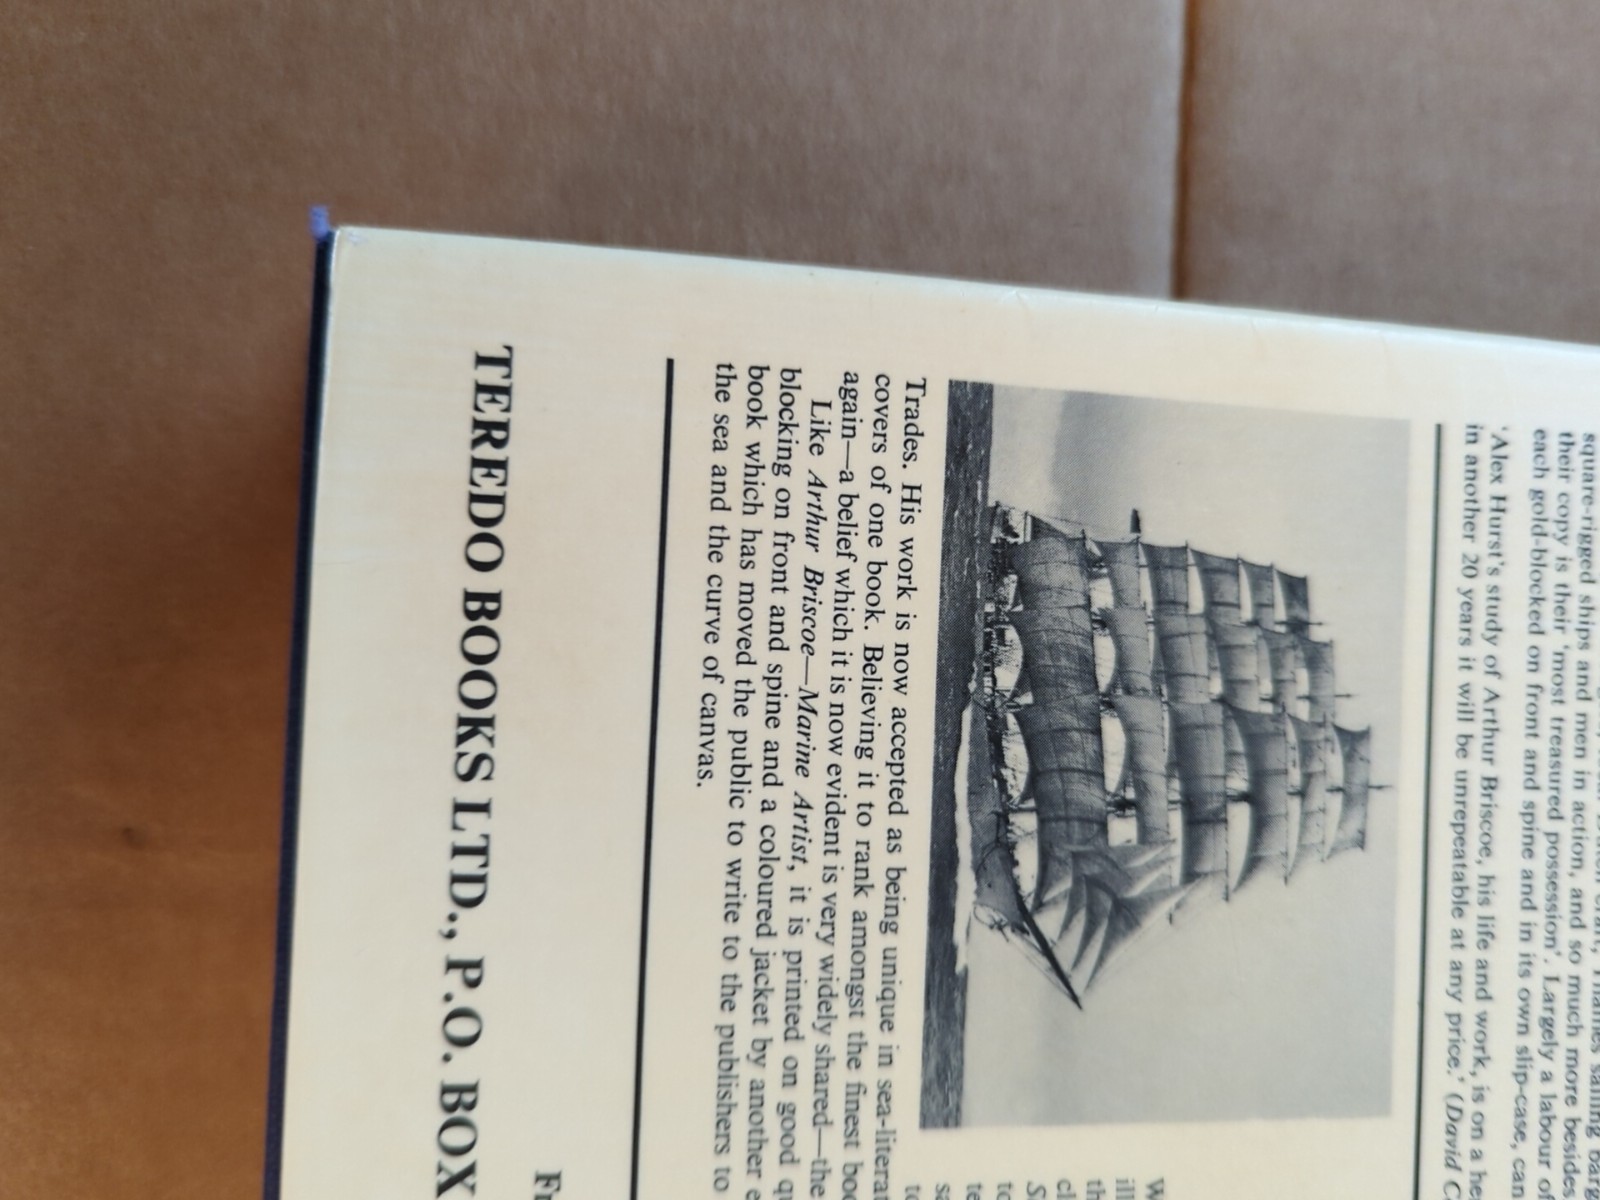 square-rigged ships and men in action, and so much more besides
their copy is their 'most treasured possession'. Largely a labour of
each gold-blocked on front and spine and in its own slip-case, can
'Alex Hurst's study of Arthur Briscoe, his life and work, is on a
in another 20 years it will be unrepeatable at any price.' (David
Trades. His work is now accepted as being unique in
covers of one book. Believing it to rank amongst the finest
again—a belief which it is now evident is very widely shared—the
Like Arthur Briscoe—Marine Artist, it is printed on good
blocking on front and spine and a coloured jacket by another
book which has moved the public to write to the publishers to
the sea and the curve of canvas.
TEREDO BOOKS LTD., P.O. BOX